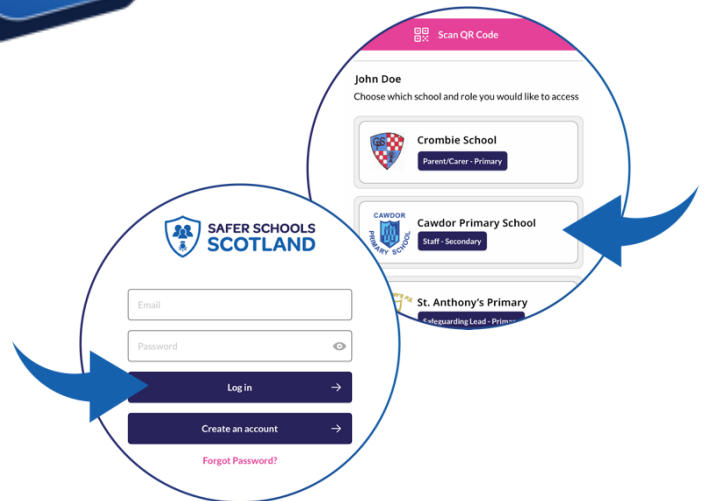 Scan QR Code
John Doe
Choose which school and role you would like to access
Crombie School
Parent/Carer - Primary
CAWDOR
PRIMARY SCHOOL
Cawdor Primary School
Staff - Secondary
St. Anthony's Primary
Safeguarding Lead - Primary
SAFER SCHOOLS
SCOTLAND
Email
Password
Log in
Create an account
Forgot Password?